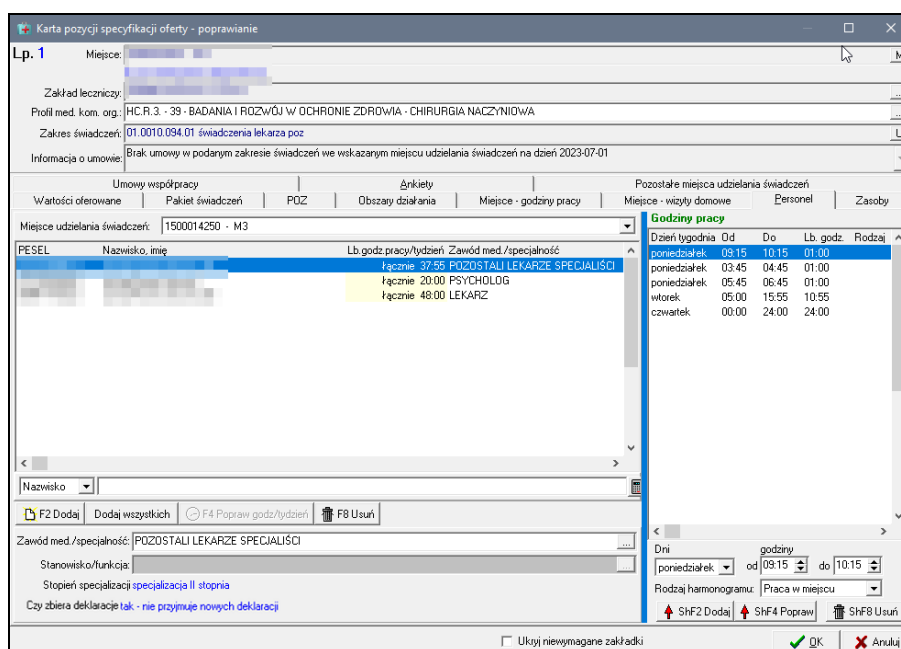 Karta pozycji specyfikacji oferty - poprawianie
Lp. 1 Miejsce:
Zakład leczniczy: ...
Profil med. kom. org.: HC.R.3. - 39 - BADANIA I ROZWÓJ W OCHRONIE ZDROWIA - CHIRURGIA NACZYNIOWA ...
Zakres świadczeń: 01.0010.094.01 świadczenia lekarza poz
Informacja o umowie: Brak umowy w podanym zakresie świadczeń we wskazanym miejscu udzielania świadczeń na dzień 2023-07-01
Umowy współpracy Ankiety Pozostałe miejsca udzielania świadczeń
Wartości oferowane Pakiet świadczeń POZ Obszary działania Miejsce - godziny pracy Miejsce - wizyty domowe Personel Zasoby
Miejsce udzielania świadczeń: 1500014250 - M3
PESEL Nazwisko, imię Lb.godz.pracy/tydzień Zawód med./specjalność
łącznie 37:55 POZOSTALI LEKARZE SPECJALIŚCI
łącznie 20:00 PSYCHOLOG
łącznie 48:00 LEKARZ
Nazwisko
F2 Dodaj Dodaj wszystkich F4 Popraw godz/tydzień F8 Usuń
Zawód med./specjalność: POZOSTALI LEKARZE SPECJALIŚCI ...
Stanowisko/funkcja: ...
Stopień specjalizacji specjalizacja II stopnia
Czy zbiera deklaracje tak - nie przyjmuje nowych deklaracji
Godziny pracy
Dzień tygodnia Od Do Lb. godz. Rodzaj
poniedziałek 09:15 10:15 01:00
poniedziałek 03:45 04:45 01:00
poniedziałek 05:45 06:45 01:00
wtorek 05:00 15:55 10:55
czwartek 00:00 24:00 24:00
Dni godziny
poniedziałek od 09:15 do 10:15
Rodzaj harmonogramu: Praca w miejscu
ShF2 Dodaj ShF4 Popraw ShF8 Usuń
Ukryj niewymagane zakładki OK Anuluj